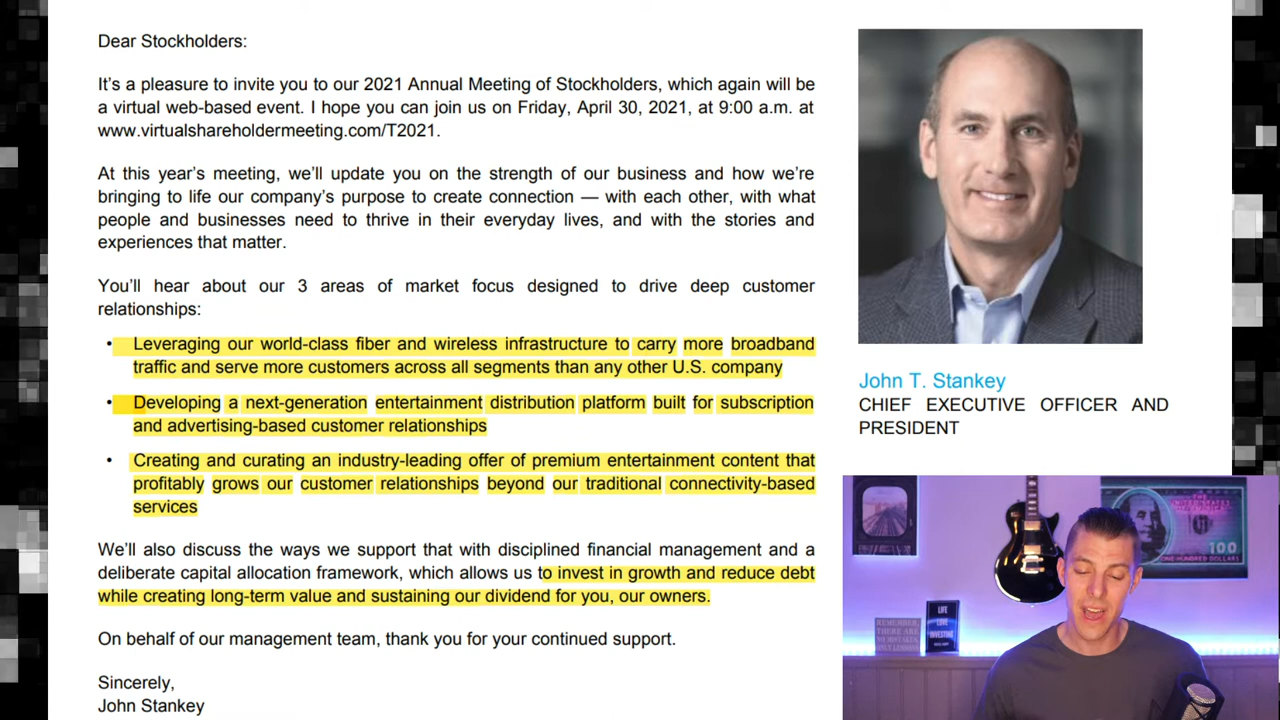 Dear Stockholders:
It's a pleasure to invite you to our 2021 Annual Meeting of Stockholders, which again will be
a virtual web-based event. I hope you can join us on Friday, April 30, 2021, at 9:00 a.m. at
www.virtualshareholdermeeting.com/T2021.
At this year's meeting, we'll update you on the strength of our business and how we're
bringing to life our company's purpose to create connection — with each other, with what
people and businesses need to thrive in their everyday lives, and with the stories and
experiences that matter.
You'll hear about our 3 areas of market focus designed to drive deep customer
relationships:
• Leveraging our world-class fiber and wireless infrastructure to carry more broadband
traffic and serve more customers across all segments than any other U.S. company
• Developing a next-generation entertainment distribution platform built for subscription
and advertising-based customer relationships
• Creating and curating an industry-leading offer of premium entertainment content that
profitably grows our customer relationships beyond our traditional connectivity-based
services
We'll also discuss the ways we support that with disciplined financial management and a
deliberate capital allocation framework, which allows us to invest in growth and reduce debt
while creating long-term value and sustaining our dividend for you, our owners.
On behalf of our management team, thank you for your continued support.
Sincerely,
John Stankey
John T. Stankey
CHIEF EXECUTIVE OFFICER AND
PRESIDENT
REMEMBER,
THERE ARE
NO MISTAKES,
ONLY LESSONS
LIFE
LOVE
INVESTING
100